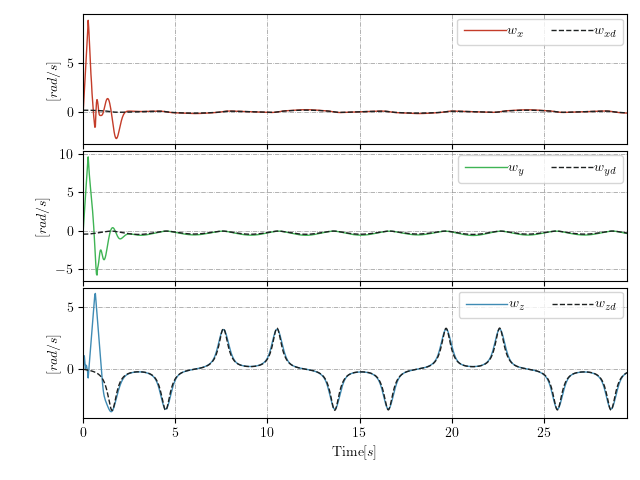 w_x w_xd
5
0
[rad/s]
w_y w_yd
10
5
0
−5
[rad/s]
w_z w_zd
5
0
[rad/s]
0 5 10 15 20 25
Time[s]